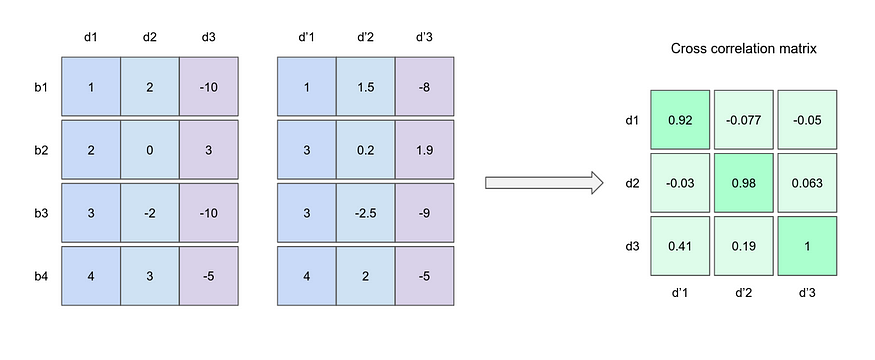 d1 d2 d3 d'1 d'2 d'3
Cross correlation matrix
b1 1 2 -10 1 1.5 -8
d1 0.92 -0.077 -0.05
b2 2 0 3 3 0.2 1.9
d2 -0.03 0.98 0.063
b3 3 -2 -10 3 -2.5 -9
d3 0.41 0.19 1
b4 4 3 -5 4 2 -5
d'1 d'2 d'3